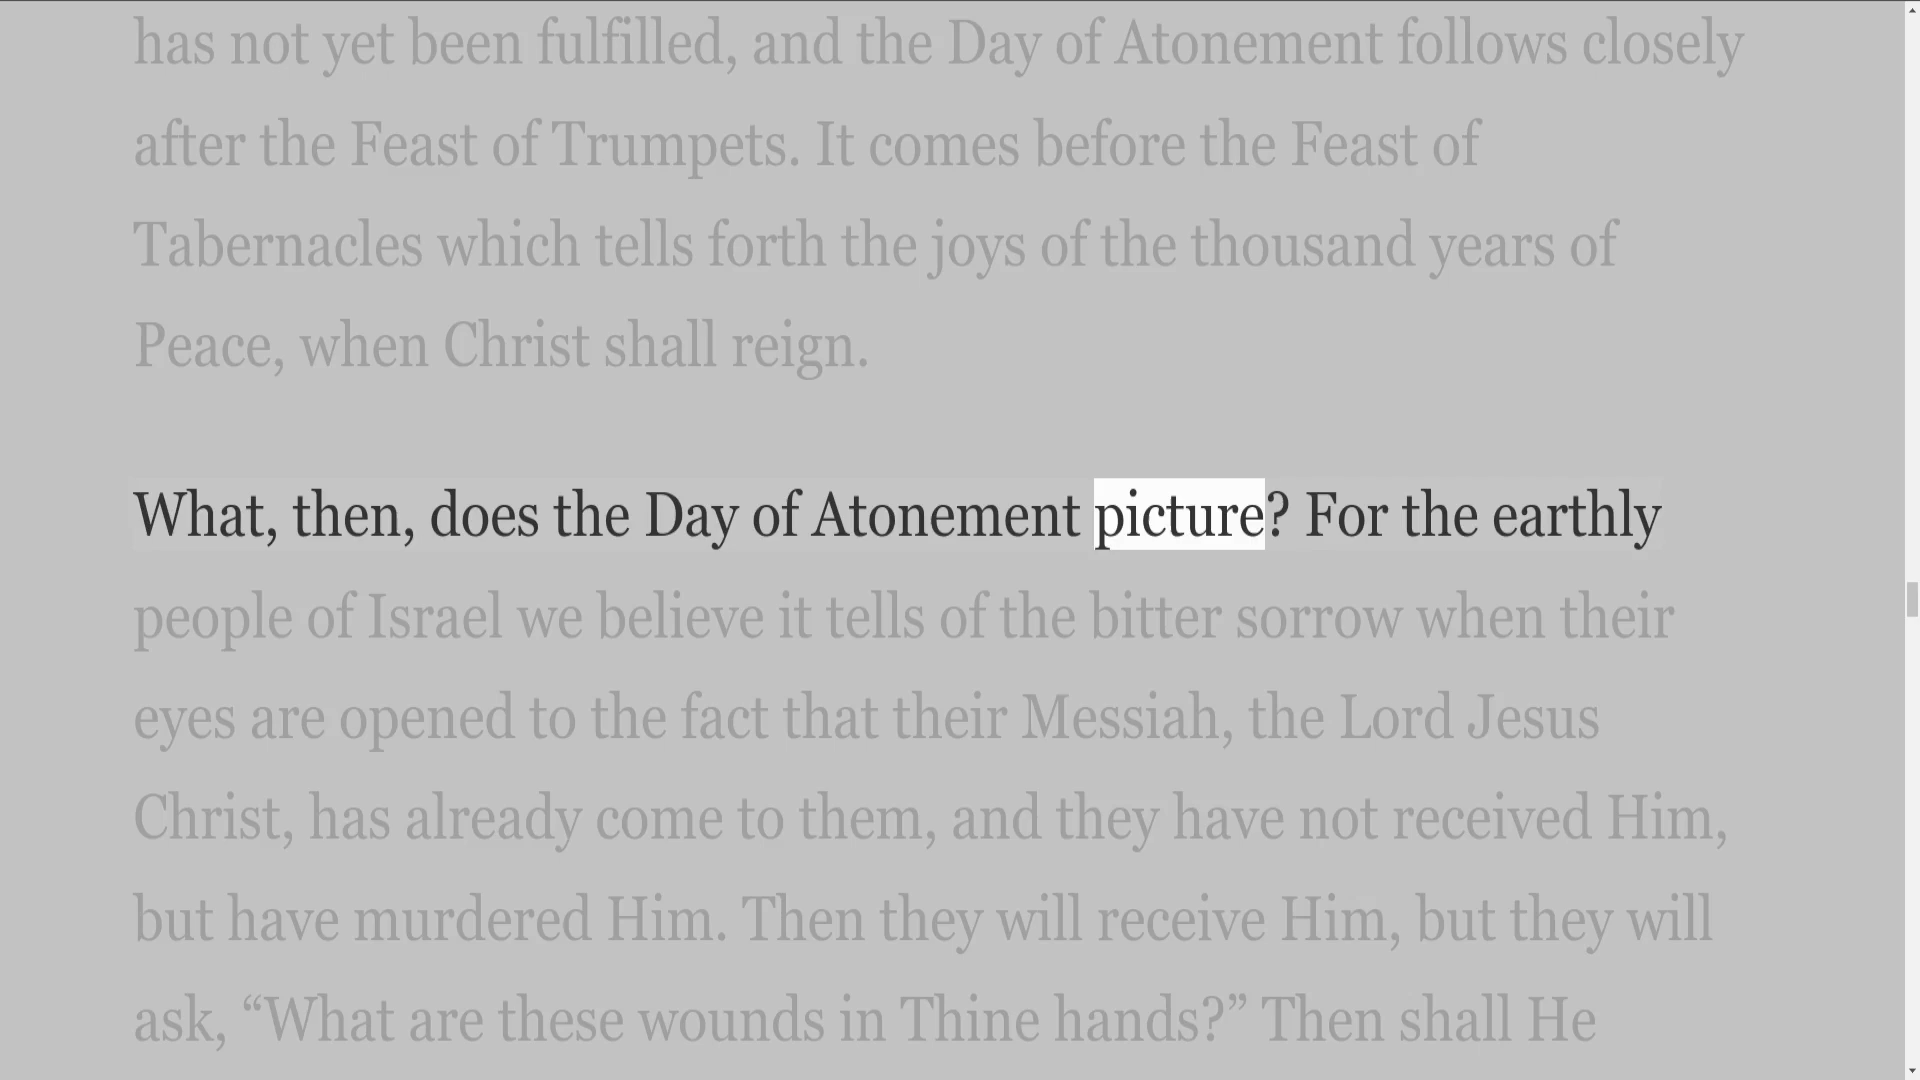 has not yet been fulfilled, and the Day of Atonement follows closely
after the Feast of Trumpets. It comes before the Feast of
Tabernacles which tells forth the joys of the thousand years of
Peace, when Christ shall reign.
What, then, does the Day of Atonement picture? For the earthly
people of Israel we believe it tells of the bitter sorrow when their
eyes are opened to the fact that their Messiah, the Lord Jesus
Christ, has already come to them, and they have not received Him,
but have murdered Him. Then they will receive Him, but they will
ask, “What are these wounds in Thine hands?” Then shall He